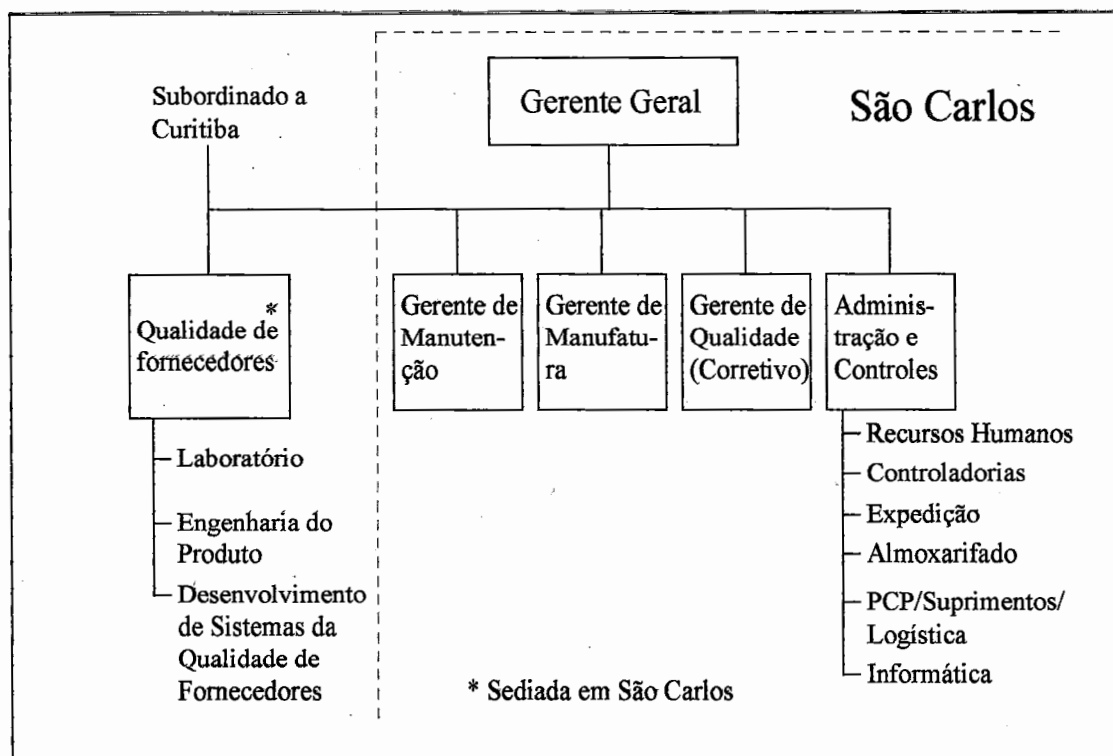 Subordinado a
Curitiba
Gerente Geral
São Carlos
*
Qualidade de
fornecedores
Gerente de
Manuten-
ção
Gerente de
Manufatu-
ra
Gerente de
Qualidade
(Corretivo)
Adminis-
tração e
Controles
Laboratório
Engenharia do
Produto
Desenvolvimento
de Sistemas da
Qualidade de
Fornecedores
Recursos Humanos
Controladorias
Expedição
Almoxarifado
PCP/Suprimentos/
Logística
Informática
* Sediada em São Carlos